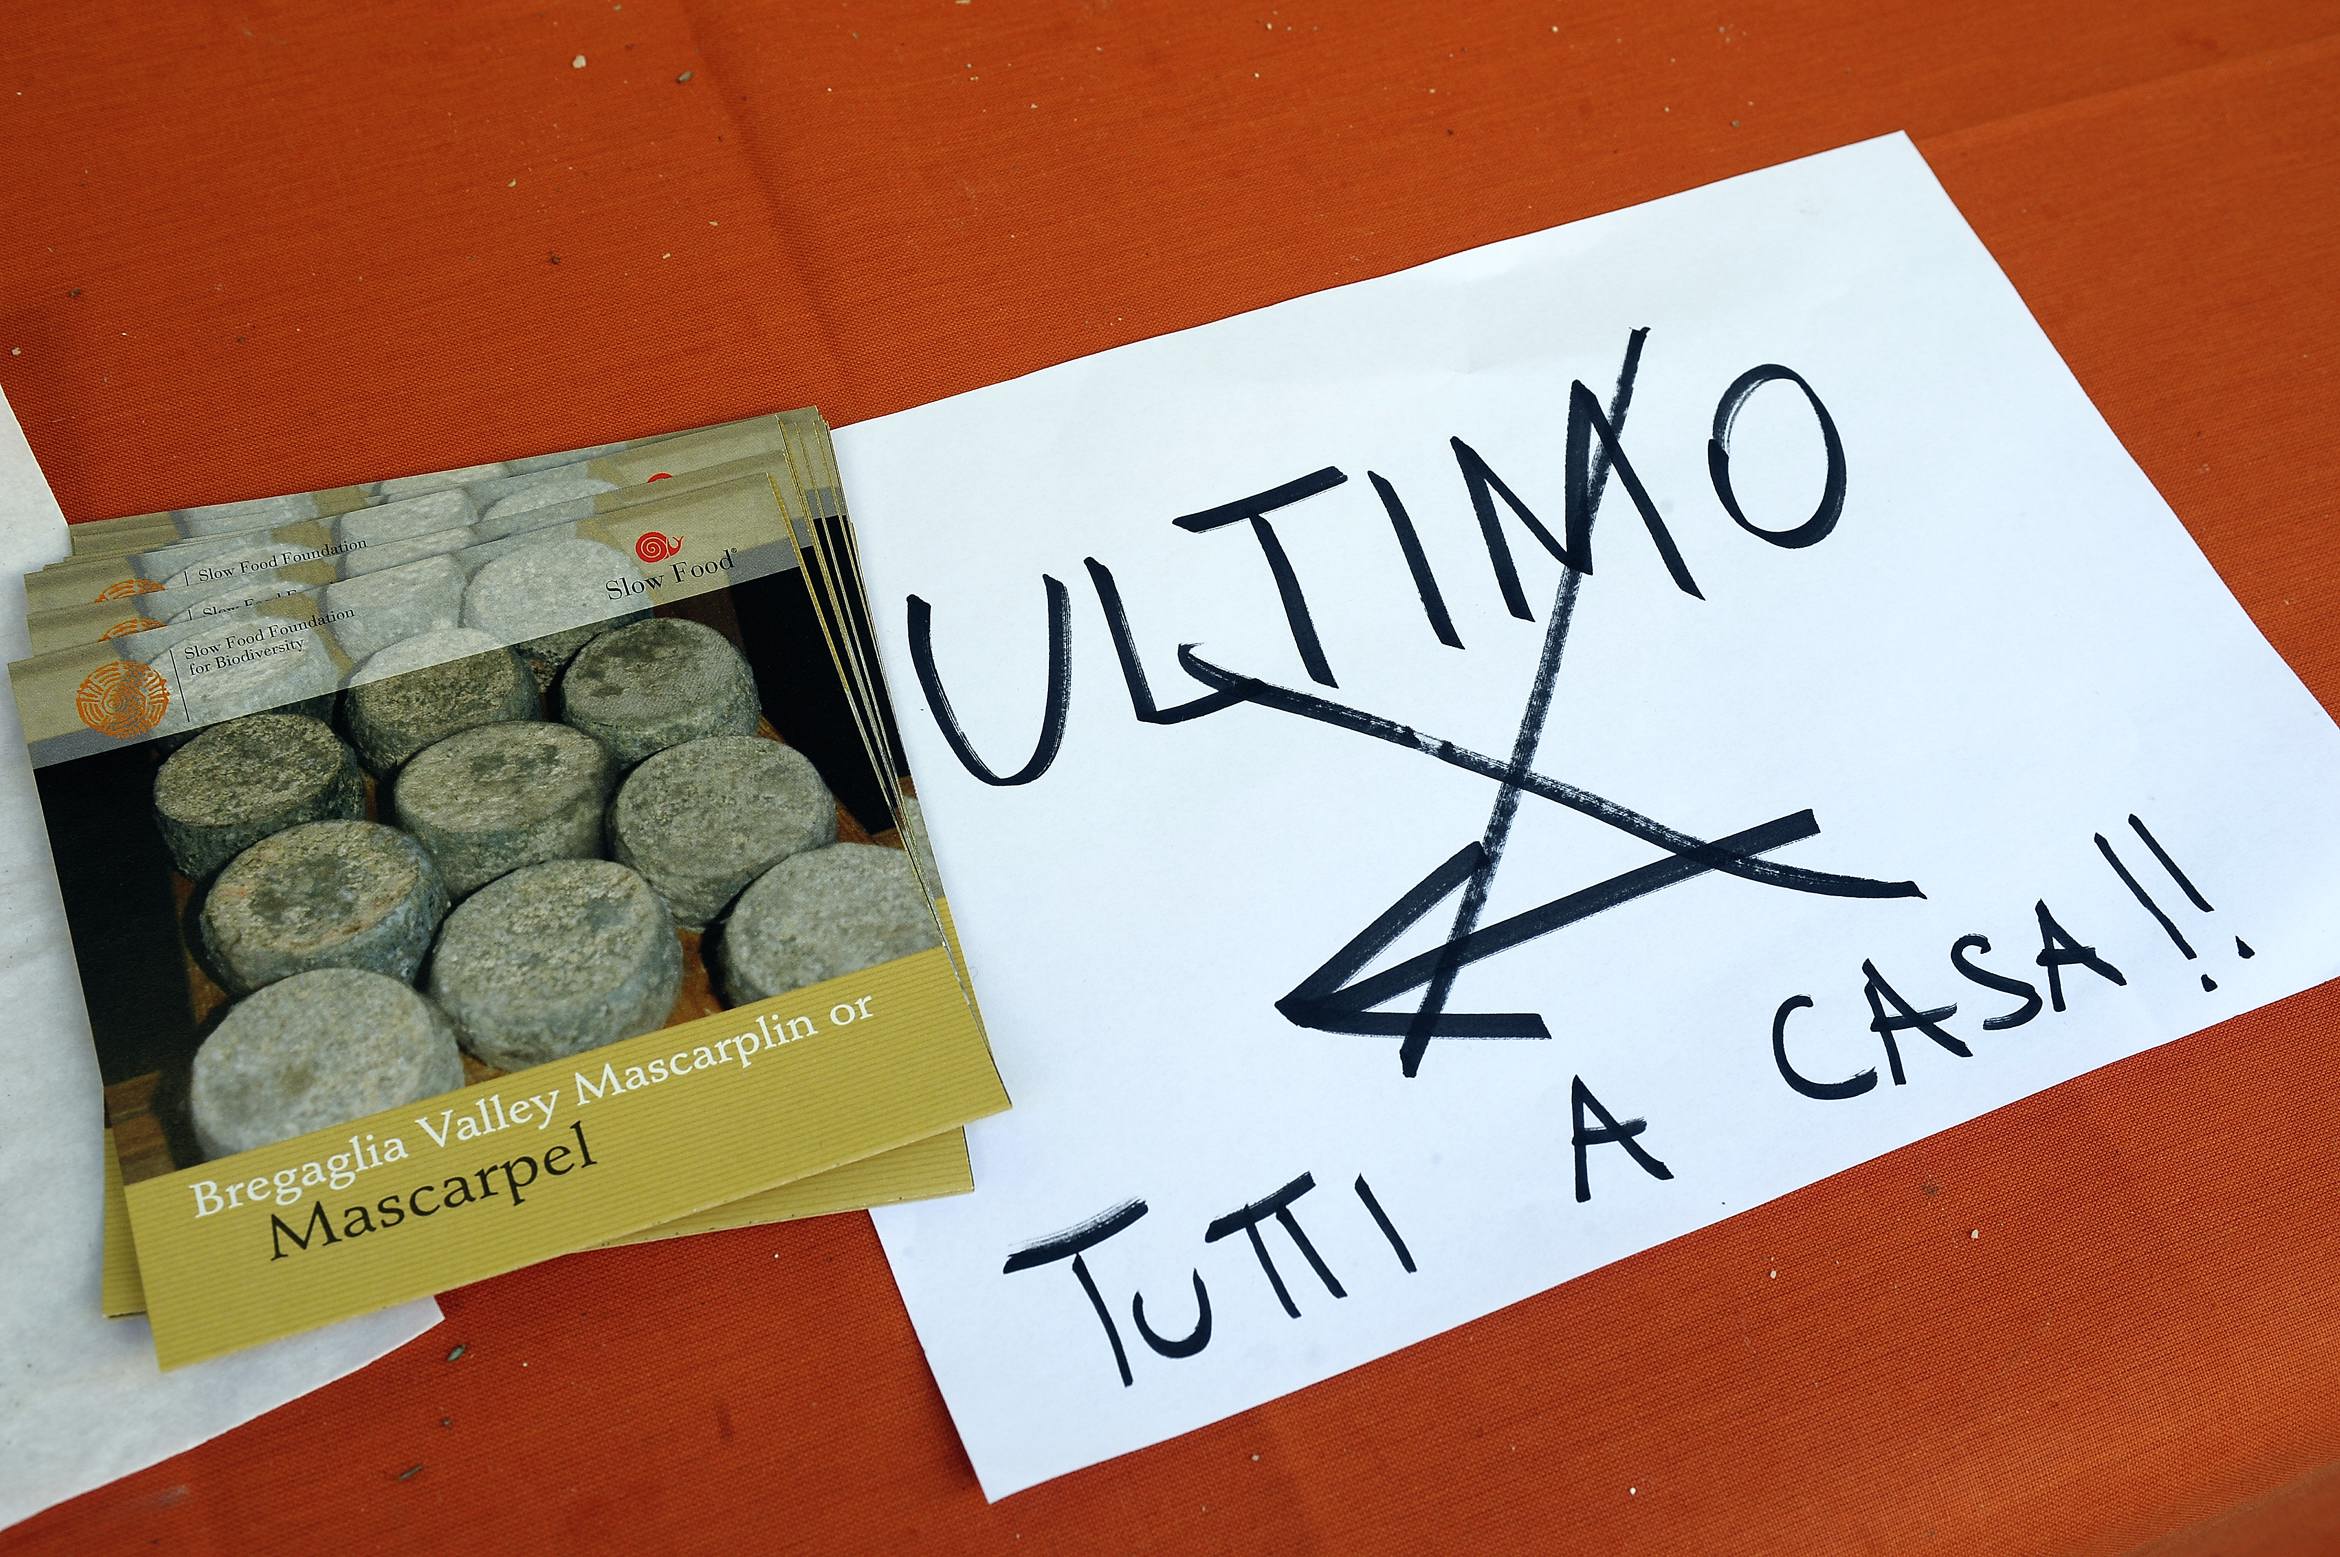 Slow Food Foundation
Slow Food Foundation
for Biodiversity
Slow Food®
Bregaglia Valley Mascarplin or
Mascarpel
ULTIMO
TUTTI A CASA!!